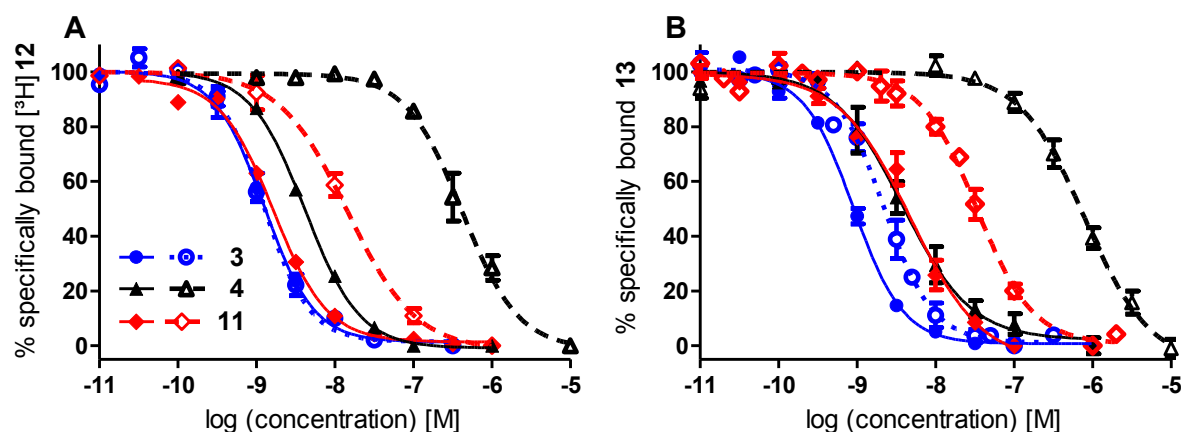 A
% specifically bound [³H] 12
100
80
60
40
20
0
3
4
11
-11 -10 -9 -8 -7 -6 -5
log (concentration) [M]
B
% specifically bound 13
100
80
60
40
20
0
-11 -10 -9 -8 -7 -6 -5
log (concentration) [M]